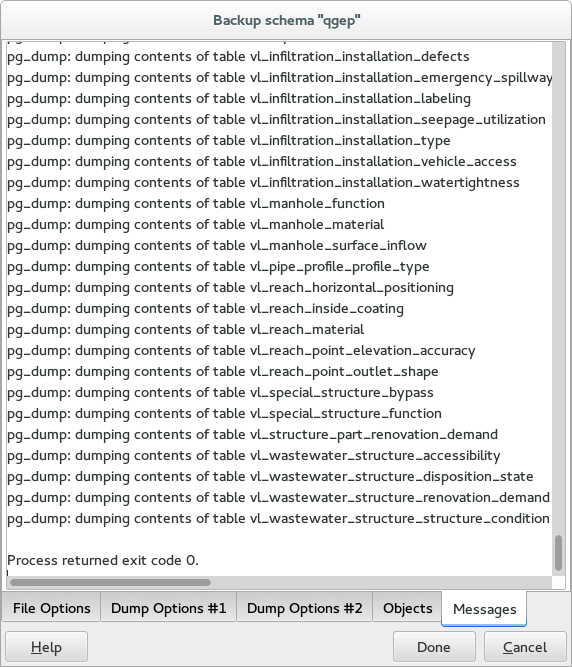 Backup schema "qgep"
pg_dump: dumping contents of table vl_infiltration_installation_defects
pg_dump: dumping contents of table vl_infiltration_installation_emergency_spillway
pg_dump: dumping contents of table vl_infiltration_installation_labeling
pg_dump: dumping contents of table vl_infiltration_installation_seepage_utilization
pg_dump: dumping contents of table vl_infiltration_installation_type
pg_dump: dumping contents of table vl_infiltration_installation_vehicle_access
pg_dump: dumping contents of table vl_infiltration_installation_watertightness
pg_dump: dumping contents of table vl_manhole_function
pg_dump: dumping contents of table vl_manhole_material
pg_dump: dumping contents of table vl_manhole_surface_inflow
pg_dump: dumping contents of table vl_pipe_profile_profile_type
pg_dump: dumping contents of table vl_reach_horizontal_positioning
pg_dump: dumping contents of table vl_reach_inside_coating
pg_dump: dumping contents of table vl_reach_material
pg_dump: dumping contents of table vl_reach_point_elevation_accuracy
pg_dump: dumping contents of table vl_reach_point_outlet_shape
pg_dump: dumping contents of table vl_special_structure_bypass
pg_dump: dumping contents of table vl_special_structure_function
pg_dump: dumping contents of table vl_structure_part_renovation_demand
pg_dump: dumping contents of table vl_wastewater_structure_accessibility
pg_dump: dumping contents of table vl_wastewater_structure_disposition_state
pg_dump: dumping contents of table vl_wastewater_structure_renovation_demand
pg_dump: dumping contents of table vl_wastewater_structure_structure_condition
Process returned exit code 0.
File Options Dump Options #1 Dump Options #2 Objects Messages
Help Done Cancel